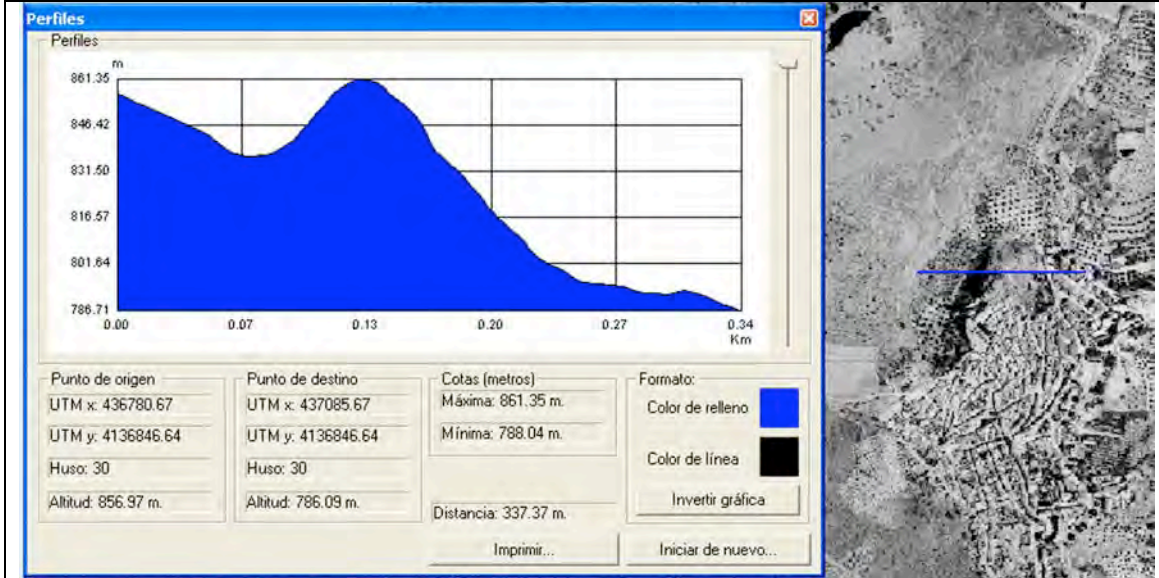 Perfiles
Perfiles
m
861.35
846.42
831.50
816.57
801.64
786.71
0.00 0.07 0.13 0.20 0.27 0.34
Km
Punto de origen
UTM x: 436780.67
UTM y: 4136846.64
Huso: 30
Altitud: 856.97 m.
Punto de destino
UTM x: 437085.67
UTM y: 4136846.64
Huso: 30
Altitud: 786.09 m.
Cotas (metros)
Máxima: 861.35 m.
Mínima: 788.04 m.
Distancia: 337.37 m.
Formato:
Color de relleno
Color de línea
Invertir gráfica
Imprimir...
Iniciar de nuevo...